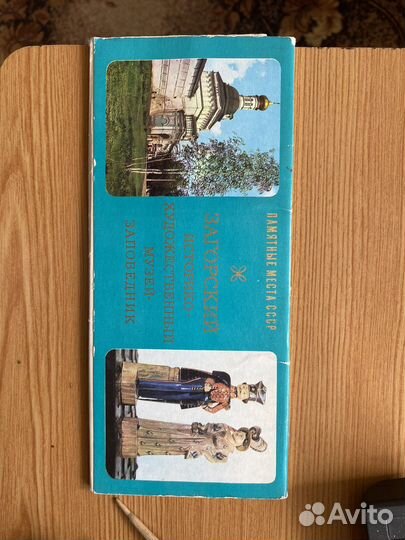 ПАМЯТНЫЕ МЕСТА СССР
ЗАГОРСКИЙ
ИСТОРИКО-
ХУДОЖЕСТВЕННЫЙ
МУЗЕЙ-
ЗАПОВЕДНИК
Avito